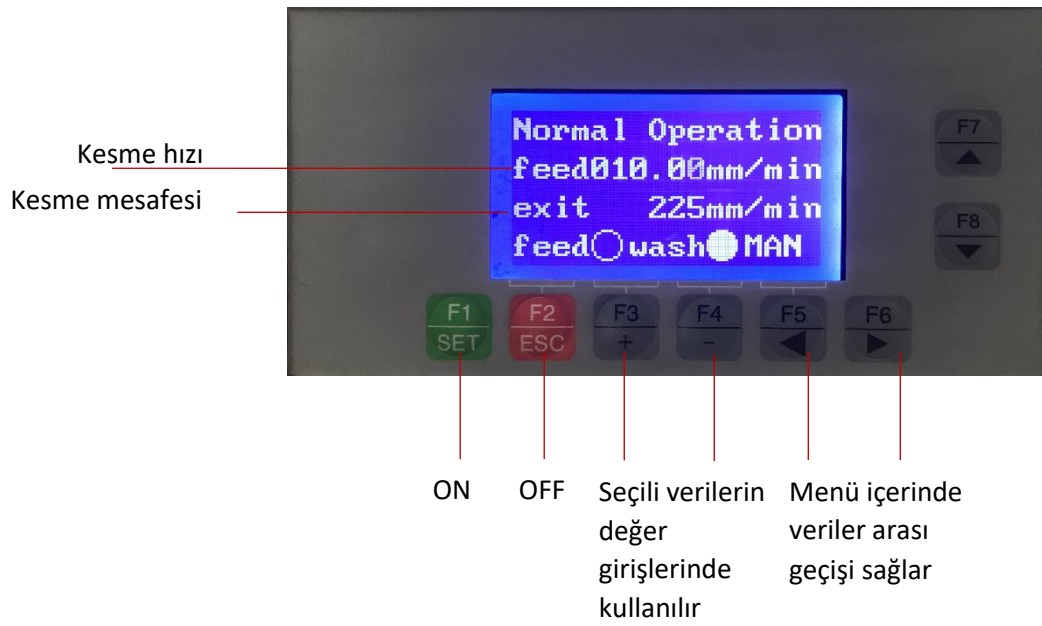 Kesme hızı
Kesme mesafesi
Normal Operation
feed010.00mm/min
exit 225mm/min
feed wash MAN
F7
F8
F1 F2 F3 F4 F5 F6
SET ESC + -
ON OFF
Seçili verilerin
değer
girişlerinde
kullanılır
Menü içerinde
veriler arası
geçişi sağlar